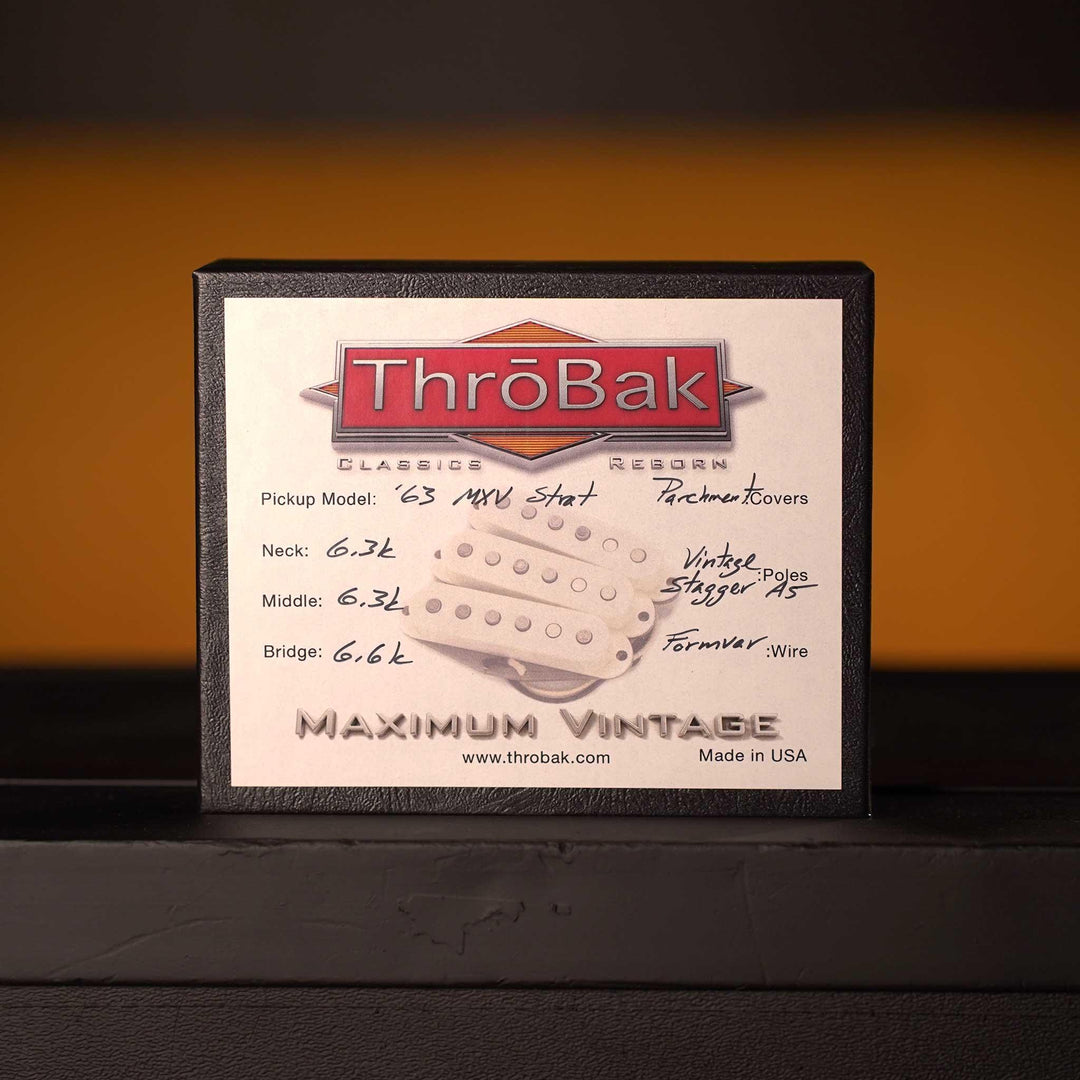 ThrōBak
CLASSICS REBORN
Pickup Model: '63 MXV Strat Parchment :Covers
Neck: 6.3k
Vintage
Stagger A5 :Poles
Middle: 6.3k
Bridge: 6.6k Formvar :Wire
MAXIMUM VINTAGE
www.throbak.com Made in USA